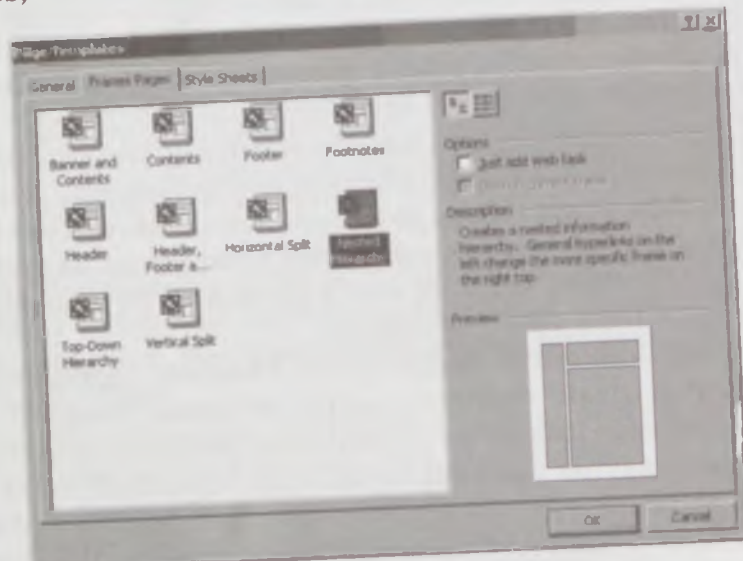 Page Templates
General Frames Pages Style Sheets
Banner and
Contents
Contents
Footer
Footnotes
Header
Header,
Footer a...
Horizontal Split
Nested
Hierarchy
Top-Down
Hierarchy
Vertical Split
Options
Just add web task
Description
Creates a nested information
hierarchy. General hyperlinks on the
left change the more specific frame on
the right top.
Preview
OK
Cancel